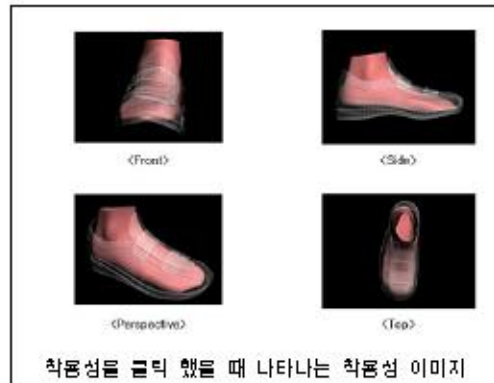 <Front>
<Side>
<Perspective>
<Top>
착용성을 클릭 했을 때 나타나는 착용성 이미지